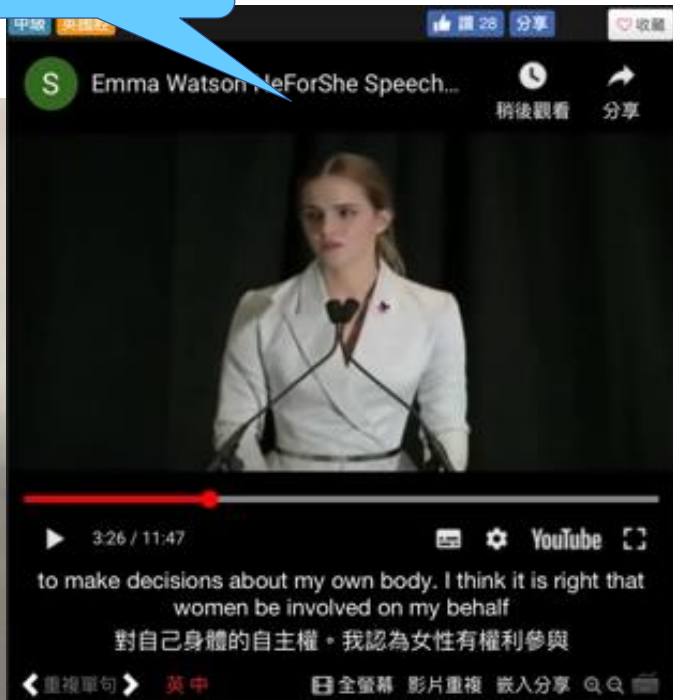 中級 英國腔
讚 28 分享 收藏
S Emma Watson HeForShe Speech...
稍後觀看 分享
3:26 / 11:47 YouTube
to make decisions about my own body. I think it is right that
women be involved on my behalf
對自己身體的自主權。我認為女性有權利參與
重複單句 英 中 全螢幕 影片重複 嵌入分享